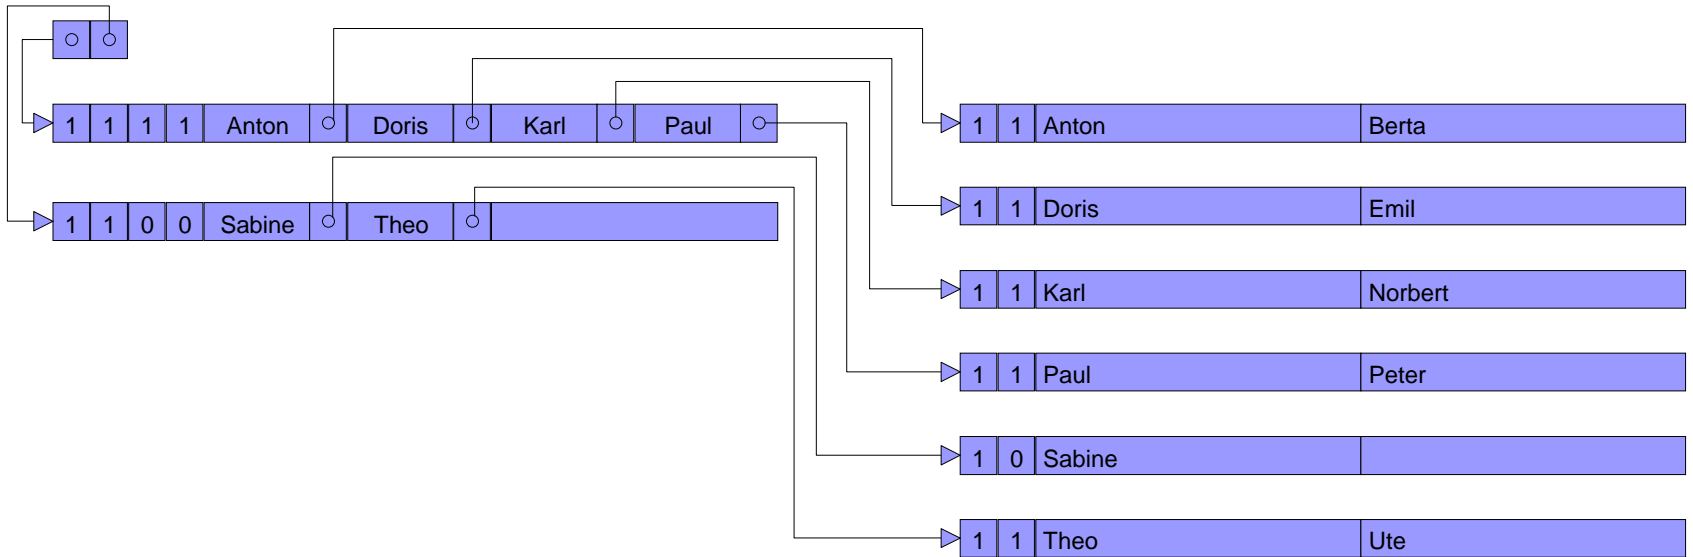 1 1 1 1 Anton Doris Karl Paul
1 1 0 0 Sabine Theo
1 1 Anton Berta
1 1 Doris Emil
1 1 Karl Norbert
1 1 Paul Peter
1 0 Sabine
1 1 Theo Ute